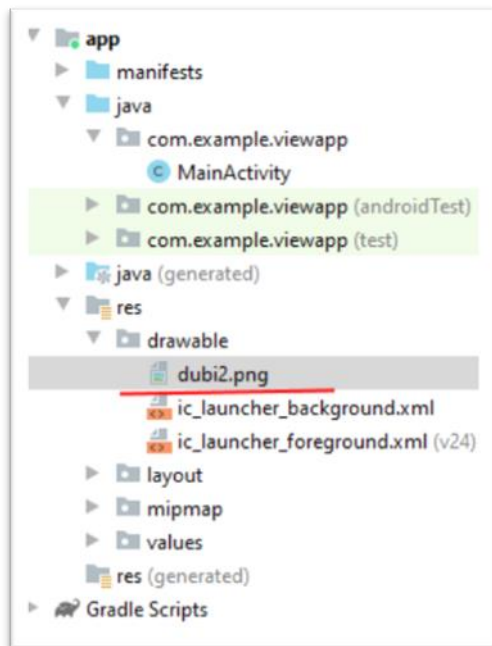 app
manifests
java
com.example.viewapp
C MainActivity
com.example.viewapp (androidTest)
com.example.viewapp (test)
java (generated)
res
drawable
dubi2.png
ic_launcher_background.xml
ic_launcher_foreground.xml (v24)
layout
mipmap
values
res (generated)
Gradle Scripts